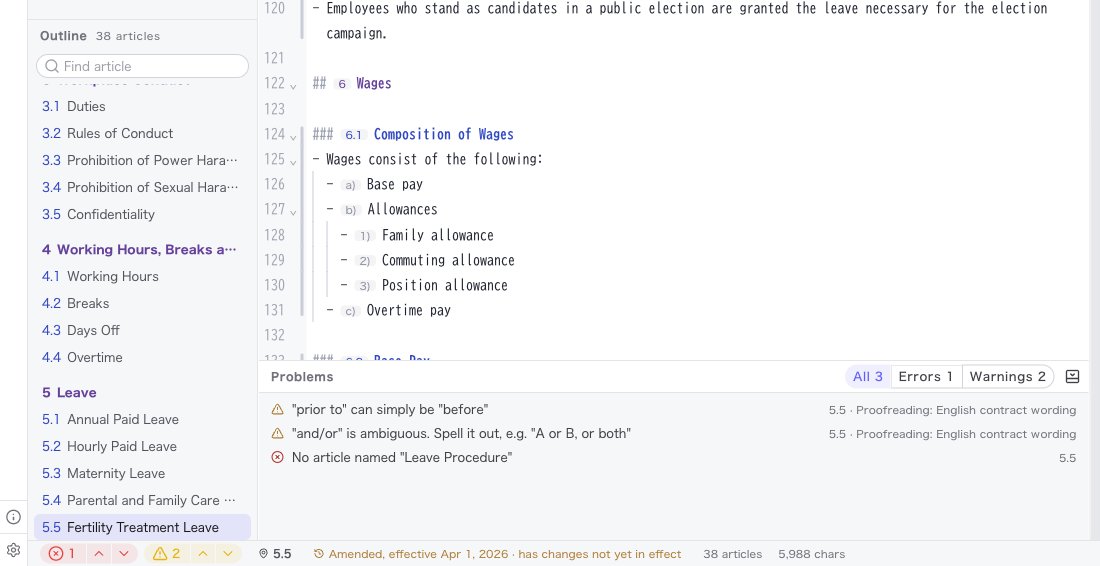 Outline 38 articles
Find article
3.1 Duties
3.2 Rules of Conduct
3.3 Prohibition of Power Hara···
3.4 Prohibition of Sexual Hara···
3.5 Confidentiality
4 Working Hours, Breaks a···
4.1 Working Hours
4.2 Breaks
4.3 Days Off
4.4 Overtime
5 Leave
5.1 Annual Paid Leave
5.2 Hourly Paid Leave
5.3 Maternity Leave
5.4 Parental and Family Care ···
5.5 Fertility Treatment Leave
120 - Employees who stand as candidates in a public election are granted the leave necessary for the election
campaign.
121
122 ## 6 Wages
123
124 ### 6.1 Composition of Wages
125 - Wages consist of the following:
126 - a) Base pay
127 - b) Allowances
128 - 1) Family allowance
129 - 2) Commuting allowance
130 - 3) Position allowance
131 - c) Overtime pay
132
Problems
All 3 Errors 1 Warnings 2
"prior to" can simply be "before" 5.5 · Proofreading: English contract wording
"and/or" is ambiguous. Spell it out, e.g. "A or B, or both" 5.5 · Proofreading: English contract wording
No article named "Leave Procedure" 5.5
1 2 5.5 Amended, effective Apr 1, 2026 · has changes not yet in effect 38 articles 5,988 chars